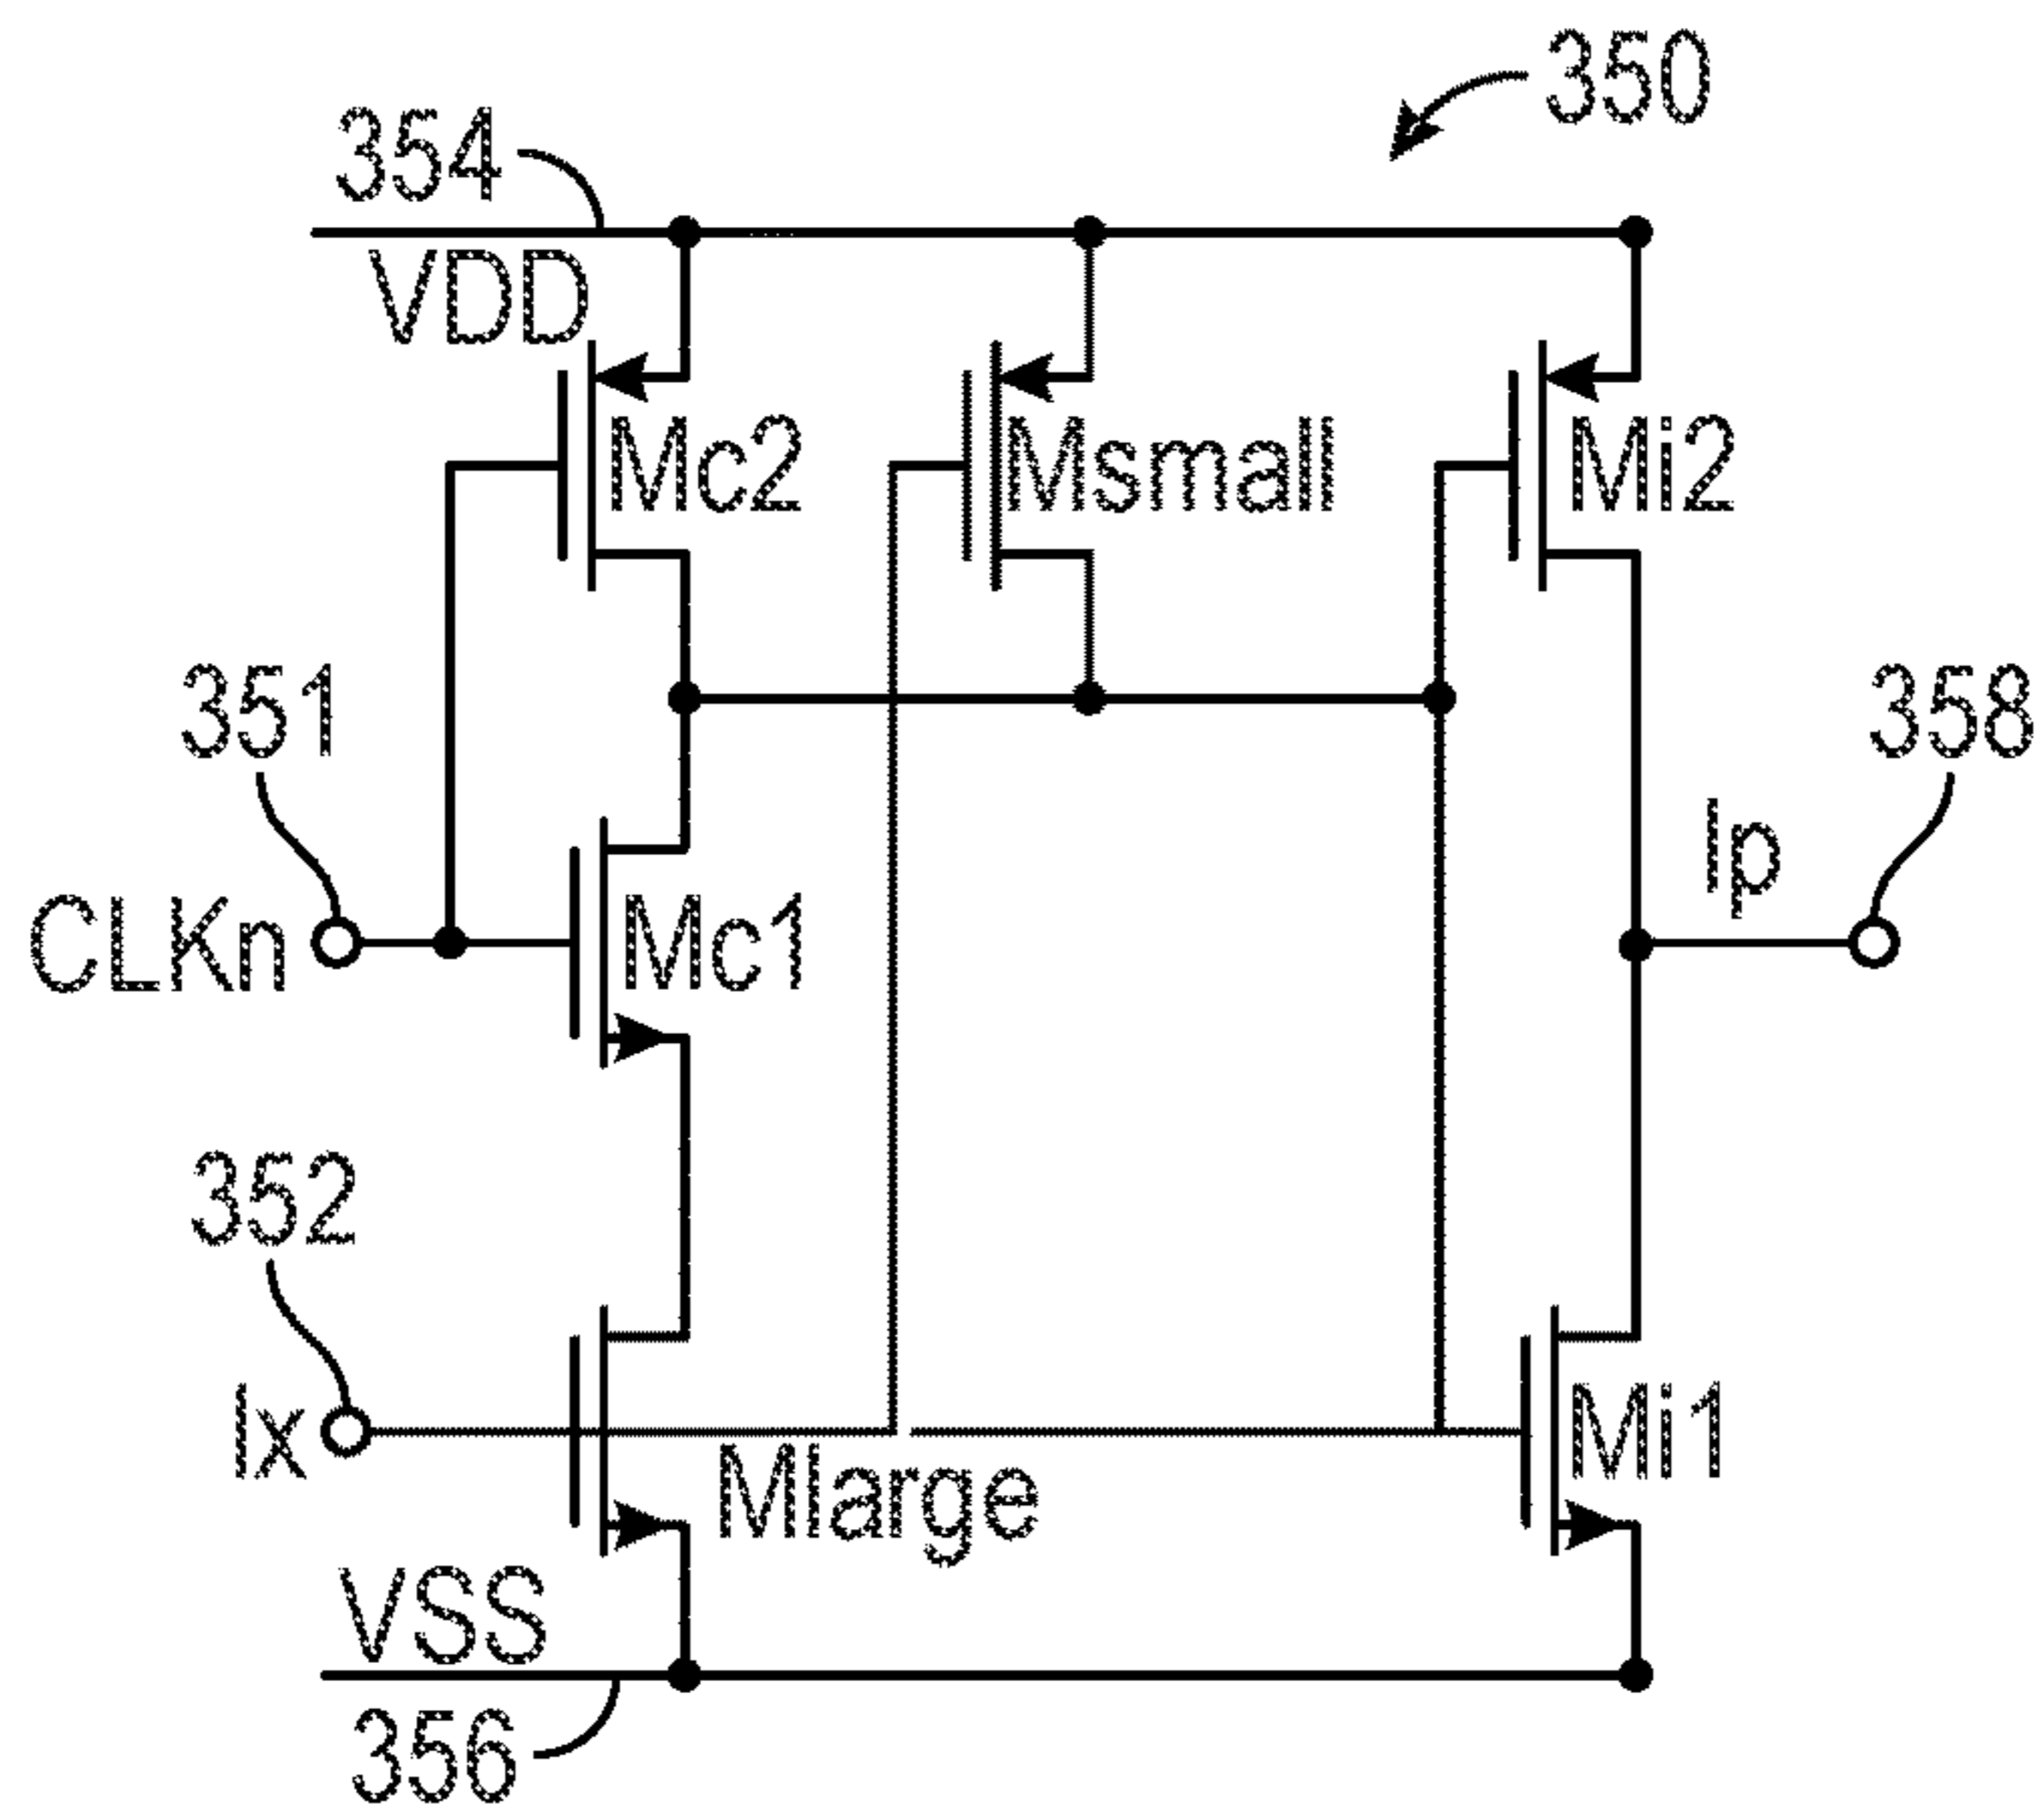 350
354
VDD
Mc2
Msmall
Mi2
351
358
Ip
CLKn
Mc1
352
Ix
Mlarge
Mi1
VSS
356